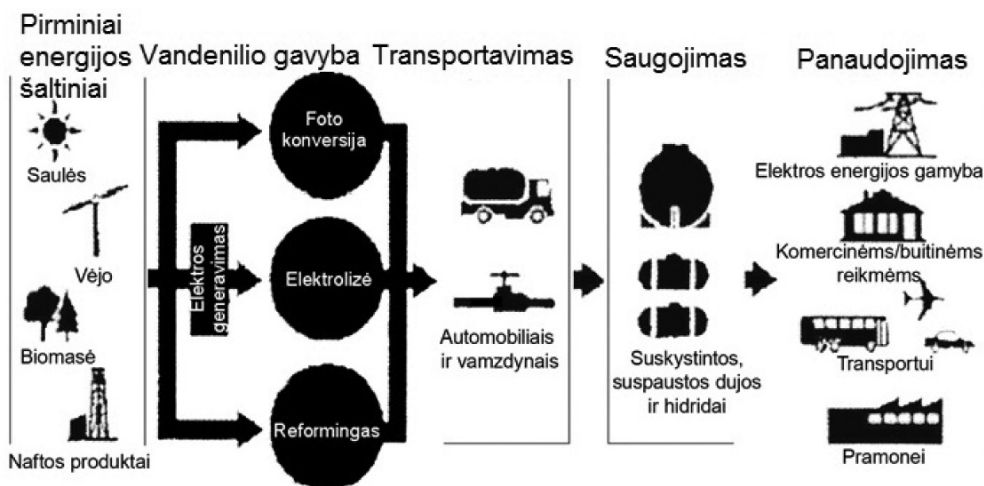 Pirminiai
energijos
šaltiniai
Saulės
Vėjo
Biomasė
Naftos produktai
Vandenilio gavyba
Elektros
generavimas
Foto
konversija
Elektrolizė
Reformingas
Transportavimas
Automobiliais
ir vamzdynais
Saugojimas
Suskystintos,
suspaustos dujos
ir hidridai
Panaudojimas
Elektros energijos gamyba
Komercinėms/buitinėms
reikmėms
Transportui
Pramonei